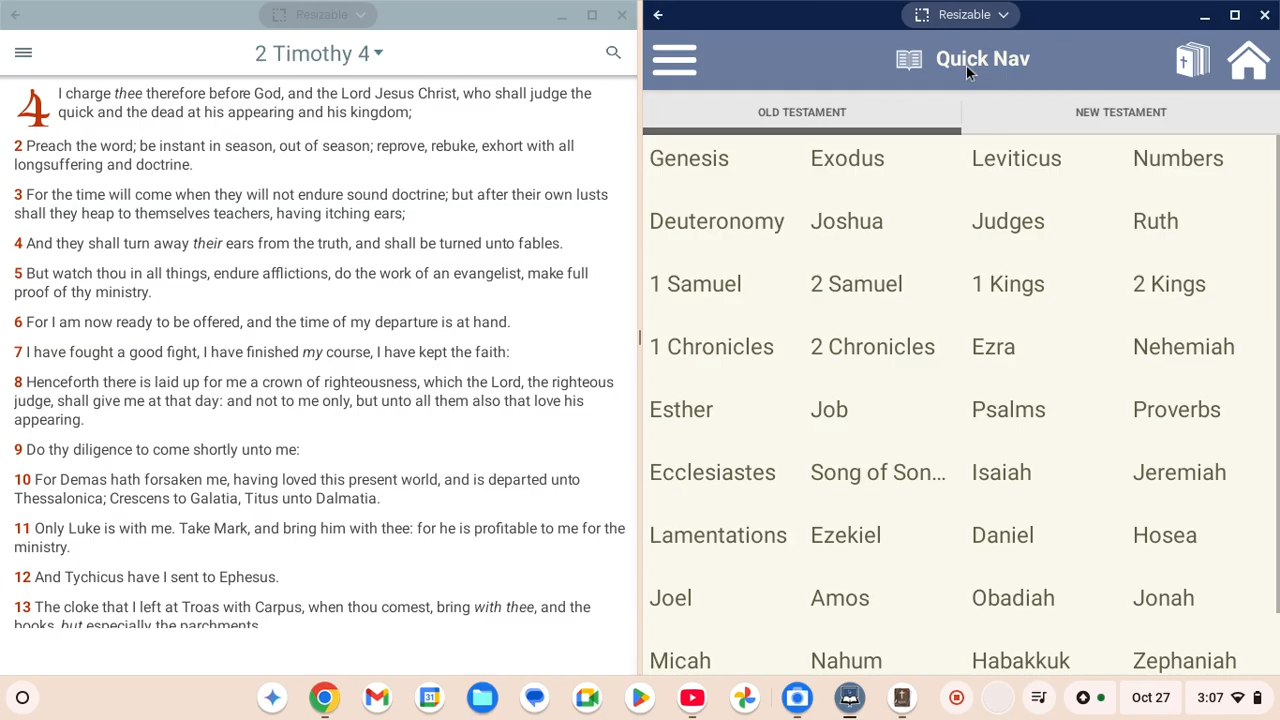 Resizable
2 Timothy 4
4 I charge thee therefore before God, and the Lord Jesus Christ, who shall judge the
quick and the dead at his appearing and his kingdom;
2 Preach the word; be instant in season, out of season; reprove, rebuke, exhort with all
longsuffering and doctrine.
3 For the time will come when they will not endure sound doctrine; but after their own lusts
shall they heap to themselves teachers, having itching ears;
4 And they shall turn away their ears from the truth, and shall be turned unto fables.
5 But watch thou in all things, endure afflictions, do the work of an evangelist, make full
proof of thy ministry.
6 For I am now ready to be offered, and the time of my departure is at hand.
7 I have fought a good fight, I have finished my course, I have kept the faith:
8 Henceforth there is laid up for me a crown of righteousness, which the Lord, the righteous
judge, shall give me at that day: and not to me only, but unto all them also that love his
appearing.
9 Do thy diligence to come shortly unto me:
10 For Demas hath forsaken me, having loved this present world, and is departed unto
Thessalonica; Crescens to Galatia, Titus unto Dalmatia.
11 Only Luke is with me. Take Mark, and bring him with thee: for he is profitable to me for the
ministry.
12 And Tychicus have I sent to Ephesus.
13 The cloke that I left at Troas with Carpus, when thou comest, bring with thee, and the
books, but especially the parchments.
Resizable
Quick Nav
OLD TESTAMENT NEW TESTAMENT
Genesis Exodus Leviticus Numbers
Deuteronomy Joshua Judges Ruth
1 Samuel 2 Samuel 1 Kings 2 Kings
1 Chronicles 2 Chronicles Ezra Nehemiah
Esther Job Psalms Proverbs
Ecclesiastes Song of Son... Isaiah Jeremiah
Lamentations Ezekiel Daniel Hosea
Joel Amos Obadiah Jonah
Micah Nahum Habakkuk Zephaniah
31 Oct 27 3:07